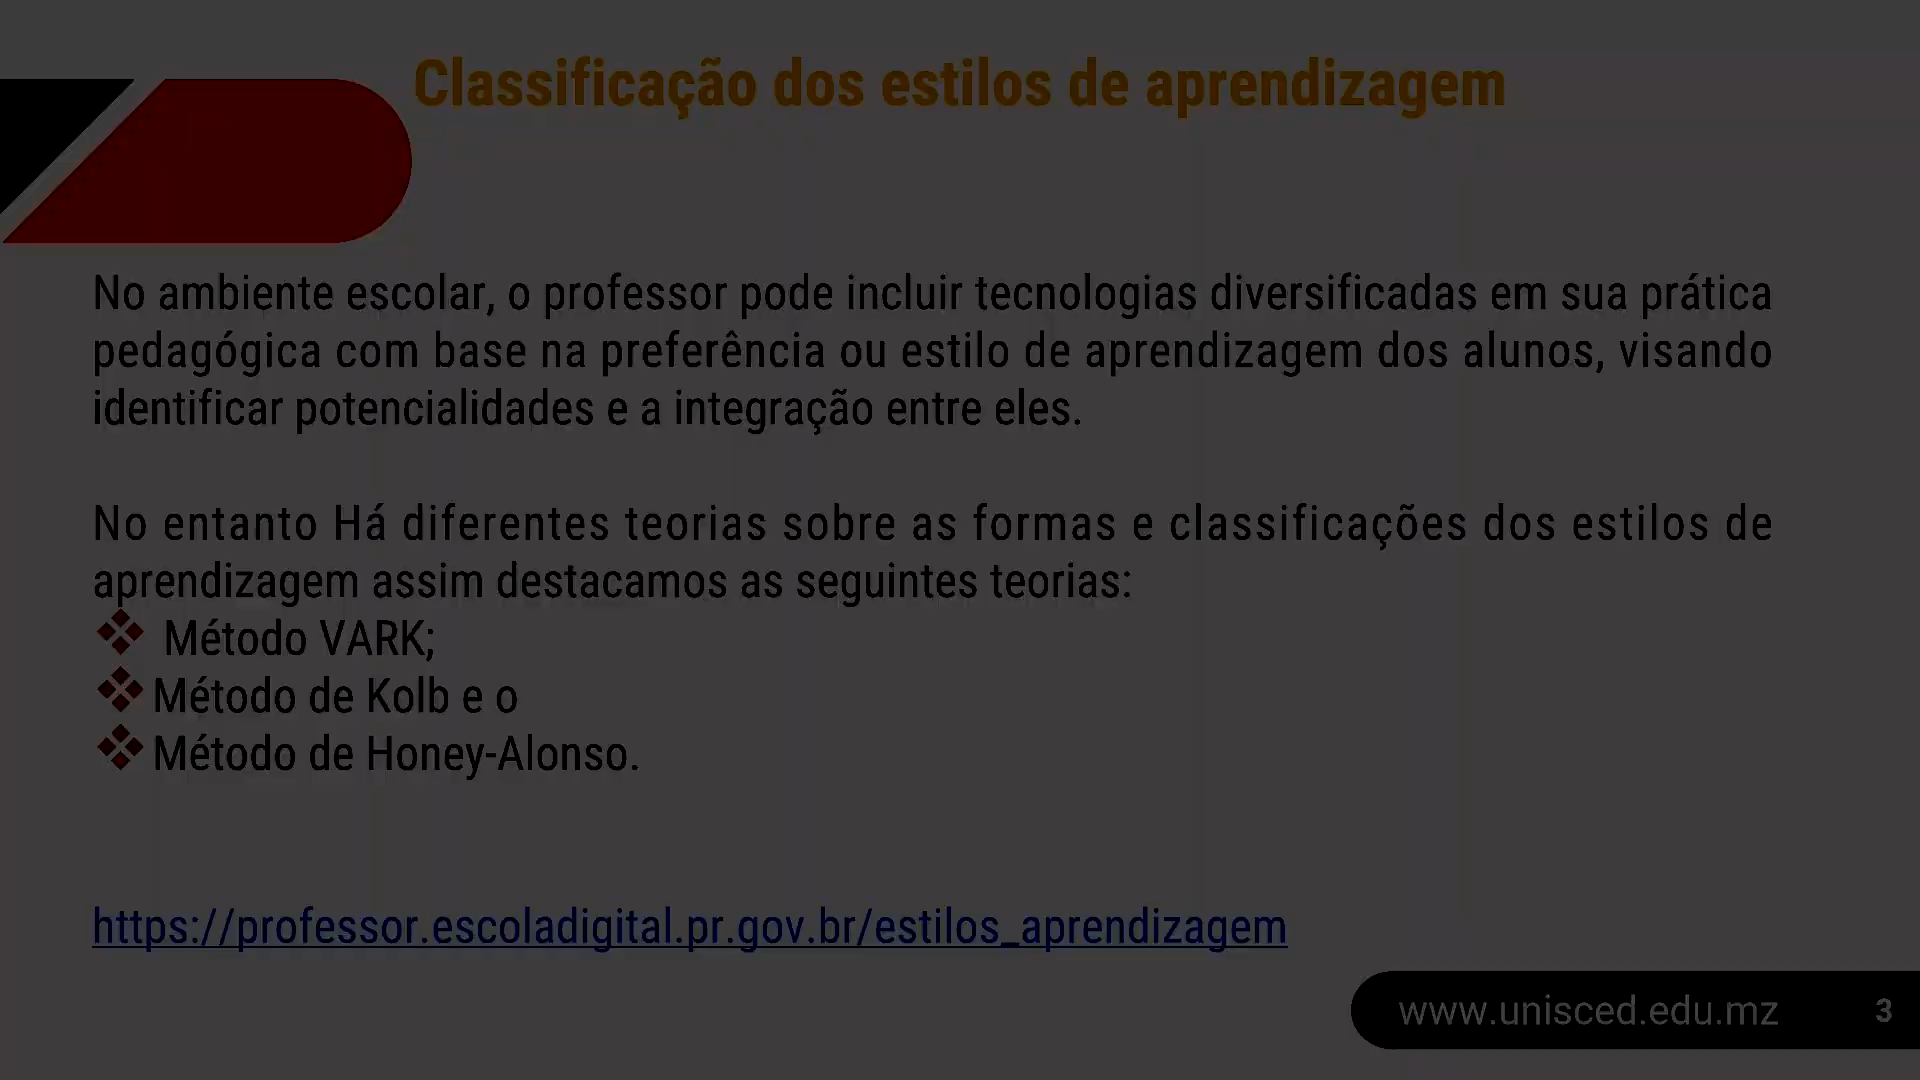 Classificação dos estilos de aprendizagem
No ambiente escolar, o professor pode incluir tecnologias diversificadas em sua prática
pedagógica com base na preferência ou estilo de aprendizagem dos alunos, visando
identificar potencialidades e a integração entre eles.
No entanto Há diferentes teorias sobre as formas e classificações dos estilos de
aprendizagem assim destacamos as seguintes teorias:
❖ Método VARK;
❖ Método de Kolb e o
❖ Método de Honey-Alonso.
https://professor.escoladigital.pr.gov.br/estilos_aprendizagem
www.unisced.edu.mz 3